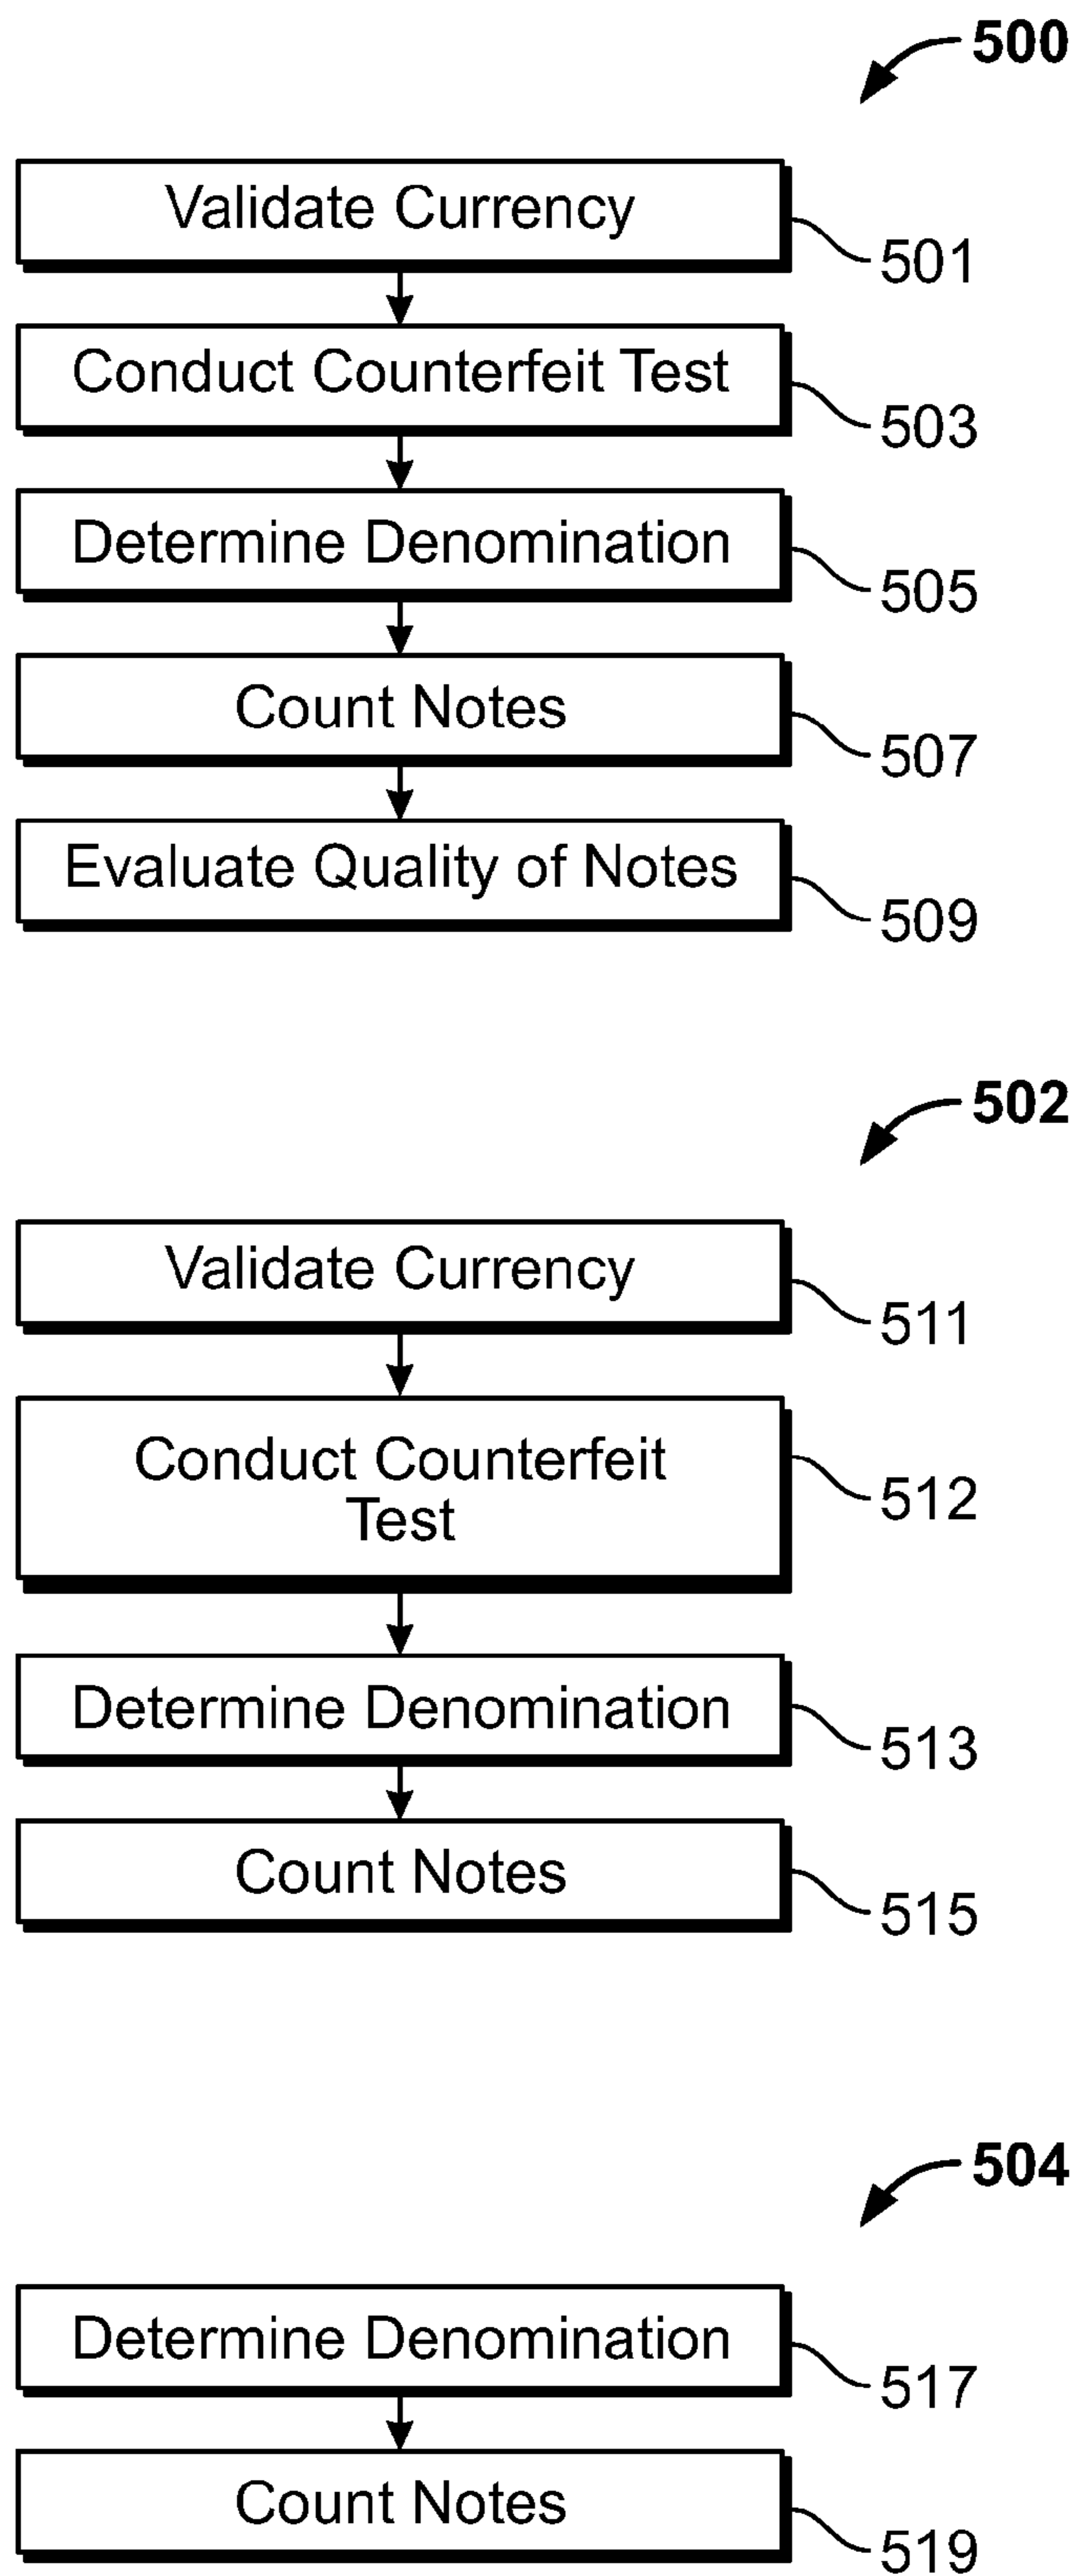 500
Validate Currency
501
Conduct Counterfeit Test
503
Determine Denomination
505
Count Notes
507
Evaluate Quality of Notes
509
502
Validate Currency
511
Conduct Counterfeit
Test
512
Determine Denomination
513
Count Notes
515
504
Determine Denomination
517
Count Notes
519